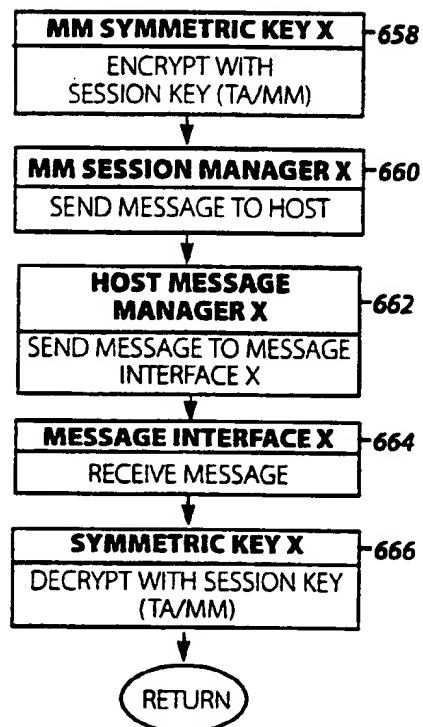 MM SYMMETRIC KEY X
658
ENCRYPT WITH
SESSION KEY (TA/MM)
MM SESSION MANAGER X
660
SEND MESSAGE TO HOST
HOST MESSAGE
MANAGER X
662
SEND MESSAGE TO MESSAGE
INTERFACE X
MESSAGE INTERFACE X
664
RECEIVE MESSAGE
SYMMETRIC KEY X
666
DECRYPT WITH SESSION KEY
(TA/MM)
RETURN